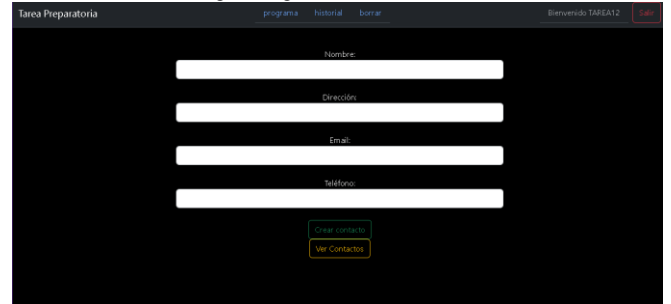 Tarea Preparatoria programa historial borrar Bienvenido TAREA12 Salir
Nombre:
Dirección:
Email:
Teléfono:
Crear contacto
Ver Contactos